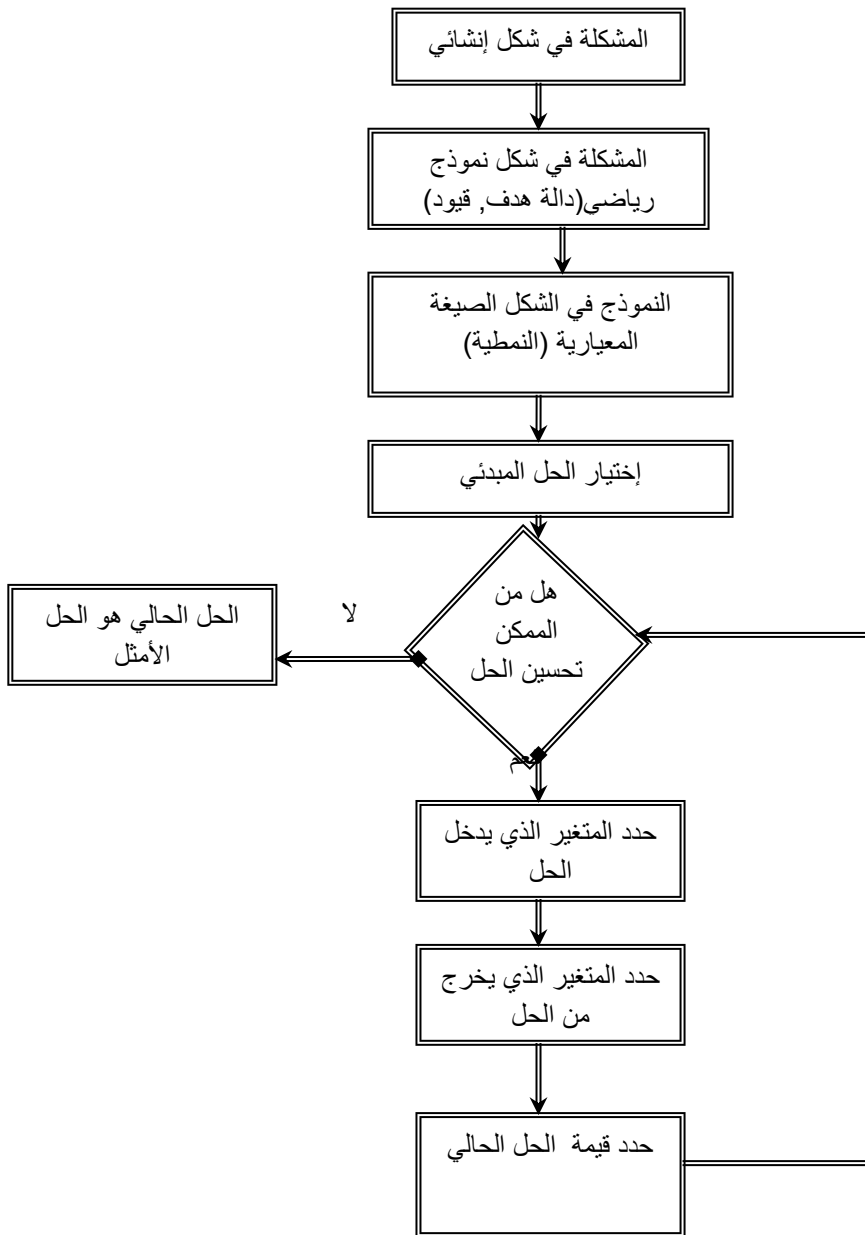 المشكلة في شكل إنشائي
المشكلة في شكل نموذج
رياضي(دالة هدف, قيود)
النموذج في الشكل الصيغة
المعيارية (النمطية)
إختيار الحل المبدئي
هل من
الممكن
تحسين الحل
لا
الحل الحالي هو الحل
الأمثل
نعم
حدد المتغير الذي يدخل
الحل
حدد المتغير الذي يخرج
من الحل
حدد قيمة الحل الحالي